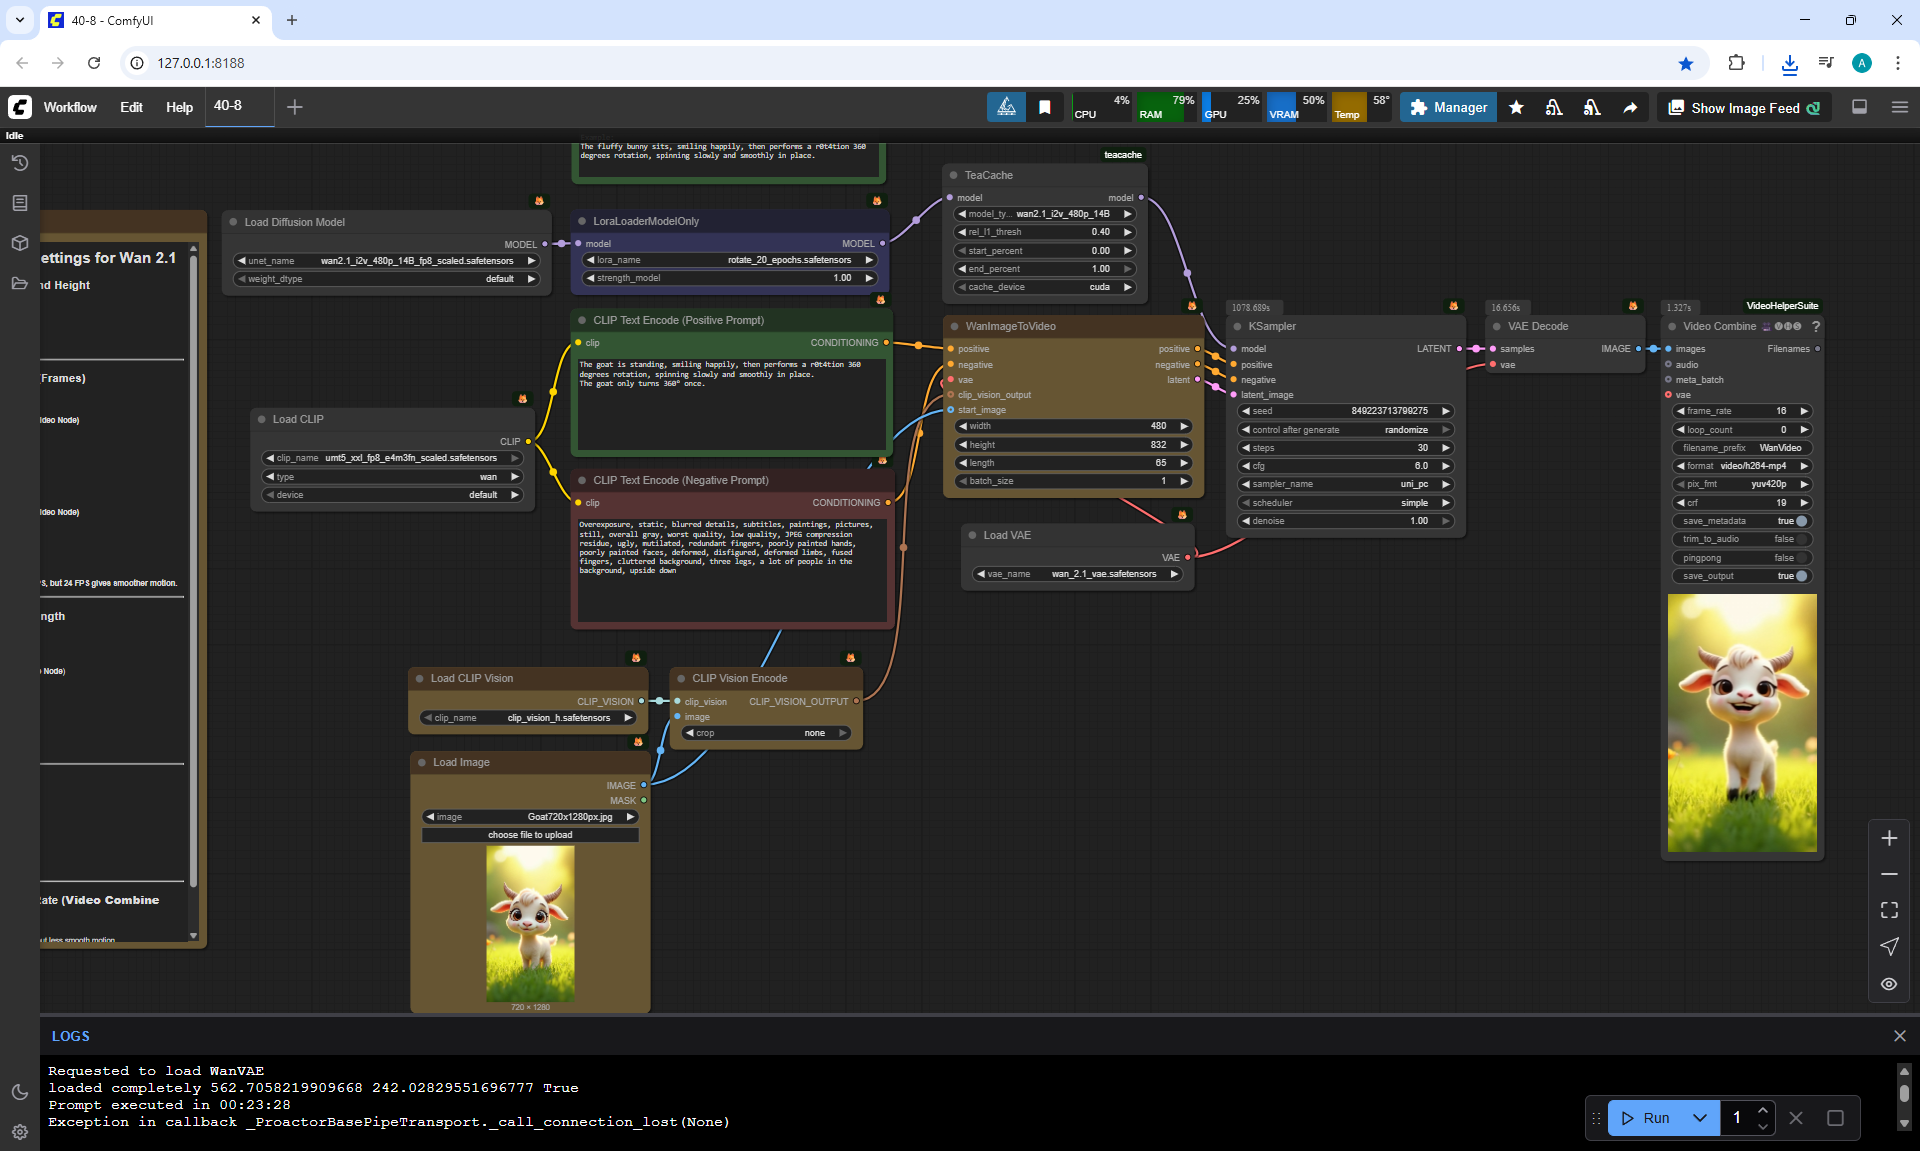 40-8 - ComfyUI
127.0.0.1:8188
A
Workflow
Edit
Help
40-8
CPU 4%
RAM 79%
GPU 25%
VRAM 50%
Temp 58°
Manager
Show Image Feed
Idle
The fluffy bunny sits, smiling happily, then performs a r0t4tion 360
degrees rotation, spinning slowly and smoothly in place.
ettings for Wan 2.1
nd Height
(Frames)
ideo Node)
ideo Node)
S, but 24 FPS gives smoother motion.
ngth
Node)
ate (Video Combine
ut less smooth motion
Load Diffusion Model
MODEL
unet_name wan2.1_i2v_480p_14B_fp8_scaled.safetensors
weight_dtype default
LoraLoaderModelOnly
model MODEL
lora_name rotate_20_epochs.safetensors
strength_model 1.00
teacache
TeaCache
model model
model_ty... wan2.1_i2v_480p_14B
rel_l1_thresh 0.40
start_percent 0.00
end_percent 1.00
cache_device cuda
CLIP Text Encode (Positive Prompt)
clip CONDITIONING
The goat is standing, smiling happily, then performs a r0t4tion 360
degrees rotation, spinning slowly and smoothly in place.
The goat only turns 360° once.
Load CLIP
CLIP
clip_name umt5_xxl_fp8_e4m3fn_scaled.safetensors
type wan
device default
CLIP Text Encode (Negative Prompt)
clip CONDITIONING
Overexposure, static, blurred details, subtitles, paintings, pictures,
still, overall gray, worst quality, low quality, JPEG compression
residue, ugly, mutilated, redundant fingers, poorly painted hands,
poorly painted faces, deformed, disfigured, deformed limbs, fused
fingers, cluttered background, three legs, a lot of people in the
background, upside down
WanImageToVideo
positive positive
negative negative
vae latent
clip_vision_output
start_image
width 480
height 832
length 65
batch_size 1
Load VAE
VAE
vae_name wan_2.1_vae.safetensors
1078.689s
KSampler
model LATENT
positive
negative
latent_image
seed 849223713799275
control after generate randomize
steps 30
cfg 6.0
sampler_name uni_pc
scheduler simple
denoise 1.00
16.656s
VAE Decode
samples IMAGE
vae
1.327s
VideoHelperSuite
Video Combine VHS ?
images Filenames
audio
meta_batch
vae
frame_rate 16
loop_count 0
filename_prefix WanVideo
format video/h264-mp4
pix_fmt yuv420p
crf 19
save_metadata true
trim_to_audio false
pingpong false
save_output true
Load CLIP Vision
CLIP_VISION
clip_name clip_vision_h.safetensors
CLIP Vision Encode
clip_vision CLIP_VISION_OUTPUT
image
crop none
Load Image
IMAGE
MASK
image Goat720x1280px.jpg
choose file to upload
720 × 1280
LOGS
Requested to load WanVAE
loaded completely 562.7058219909668 242.02829551696777 True
Prompt executed in 00:23:28
Exception in callback _ProactorBasePipeTransport._call_connection_lost(None)
Run
1